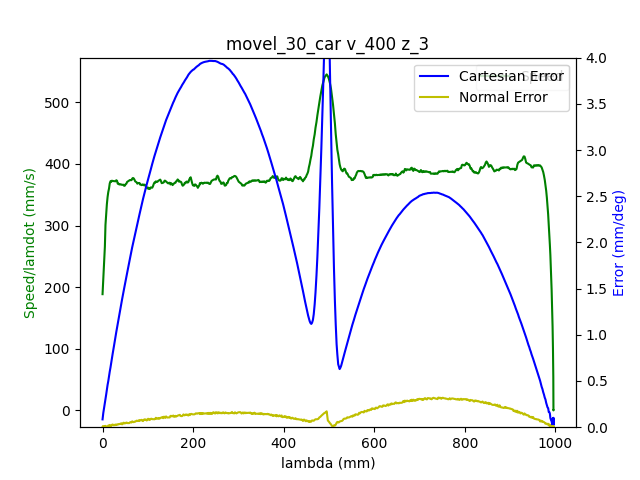 movel_30_car v_400 z_3
Cartesian Error
Normal Error
Speed/lamdot (mm/s)
500
400
300
200
100
0
4.0
3.5
3.0
2.5
2.0
1.5
1.0
0.5
0.0
Error (mm/deg)
0 200 400 600 800 1000
lambda (mm)